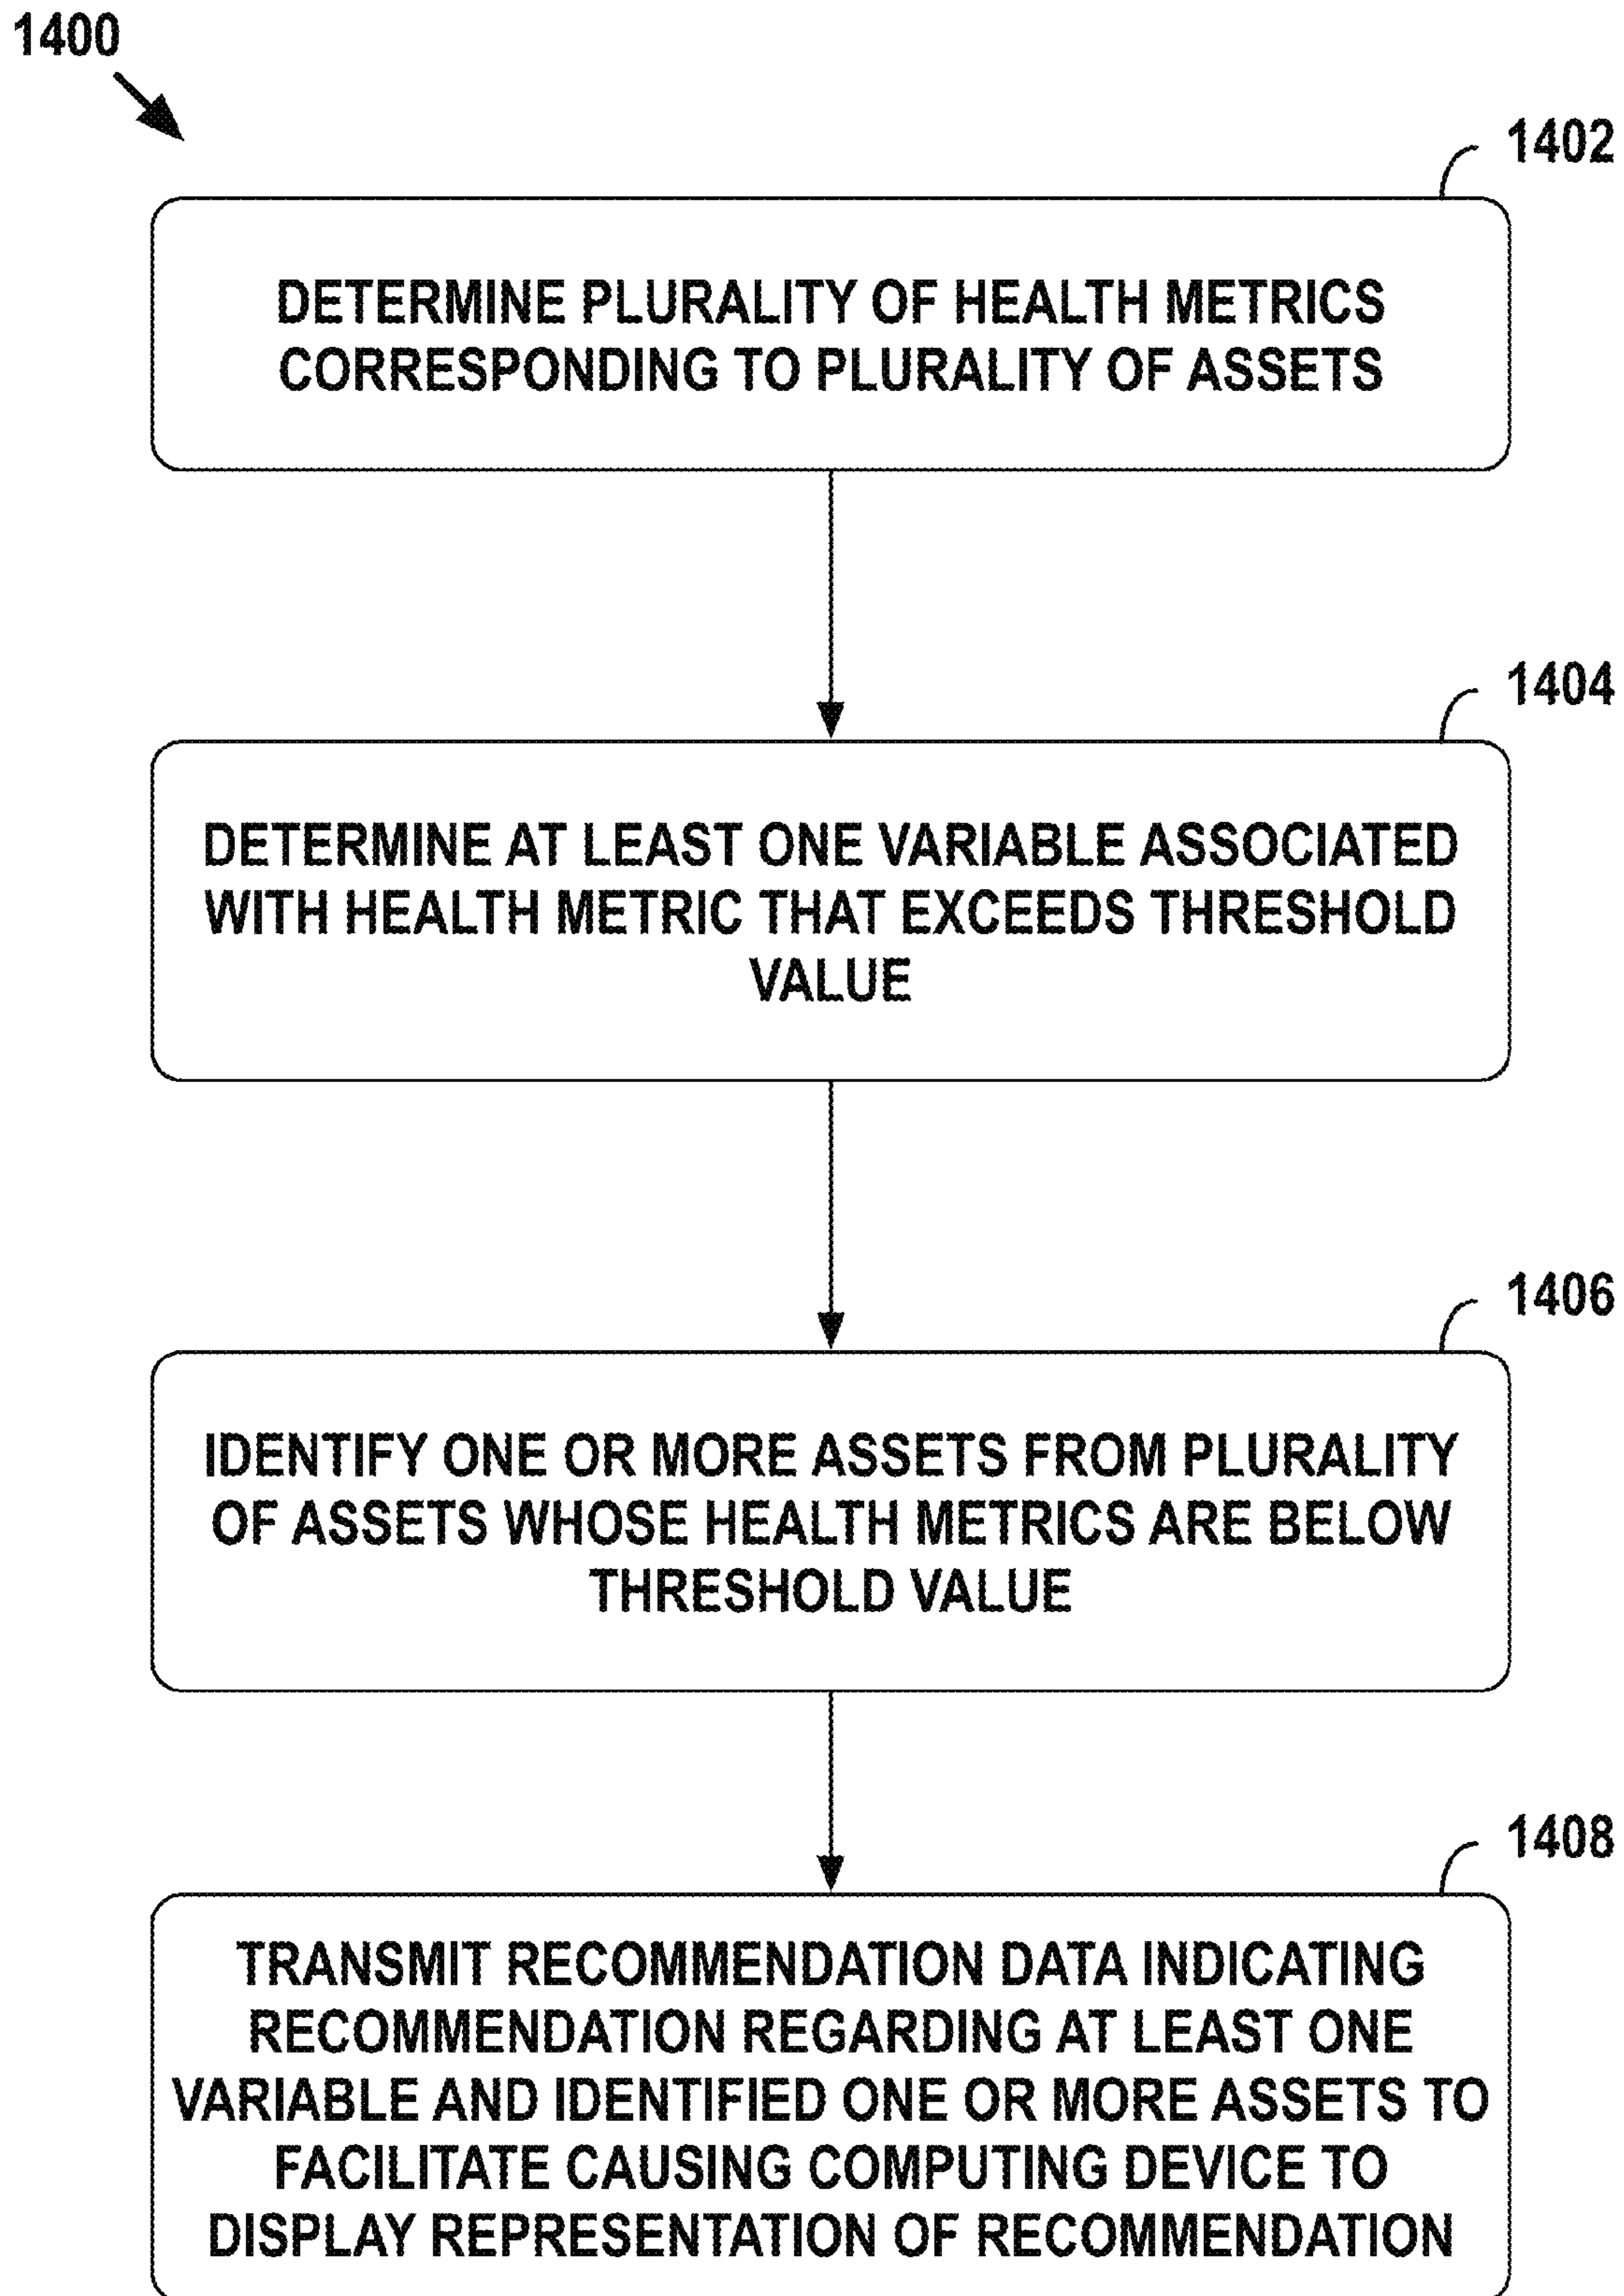 1400
1402
DETERMINE PLURALITY OF HEALTH METRICS
CORRESPONDING TO PLURALITY OF ASSETS
1404
DETERMINE AT LEAST ONE VARIABLE ASSOCIATED
WITH HEALTH METRIC THAT EXCEEDS THRESHOLD
VALUE
1406
IDENTIFY ONE OR MORE ASSETS FROM PLURALITY
OF ASSETS WHOSE HEALTH METRICS ARE BELOW
THRESHOLD VALUE
1408
TRANSMIT RECOMMENDATION DATA INDICATING
RECOMMENDATION REGARDING AT LEAST ONE
VARIABLE AND IDENTIFIED ONE OR MORE ASSETS TO
FACILITATE CAUSING COMPUTING DEVICE TO
DISPLAY REPRESENTATION OF RECOMMENDATION